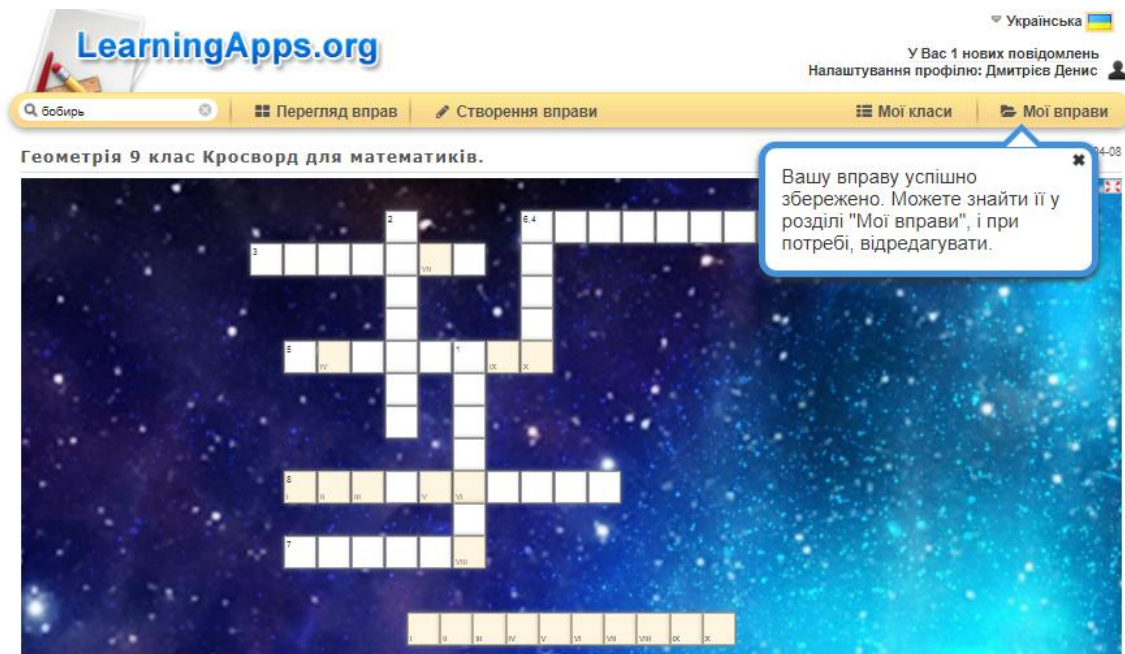 LearningApps.org
Українська
У Вас 1 нових повідомлень
Налаштування профілю: Дмитрієв Денис
бобирь
Перегляд вправ
Створення вправи
Мої класи
Мої вправи
Геометрія 9 клас Кросворд для математиків.
04-08
Вашу вправу успішно
збережено. Можете знайти її у
розділі "Мої вправи", і при
потребі, відредагувати.
2
6,4
3
VII
5
IV
1
IX
X
8
I
II
III
V
VI
7
VIII
I II III IV V VI VII VIII IX X